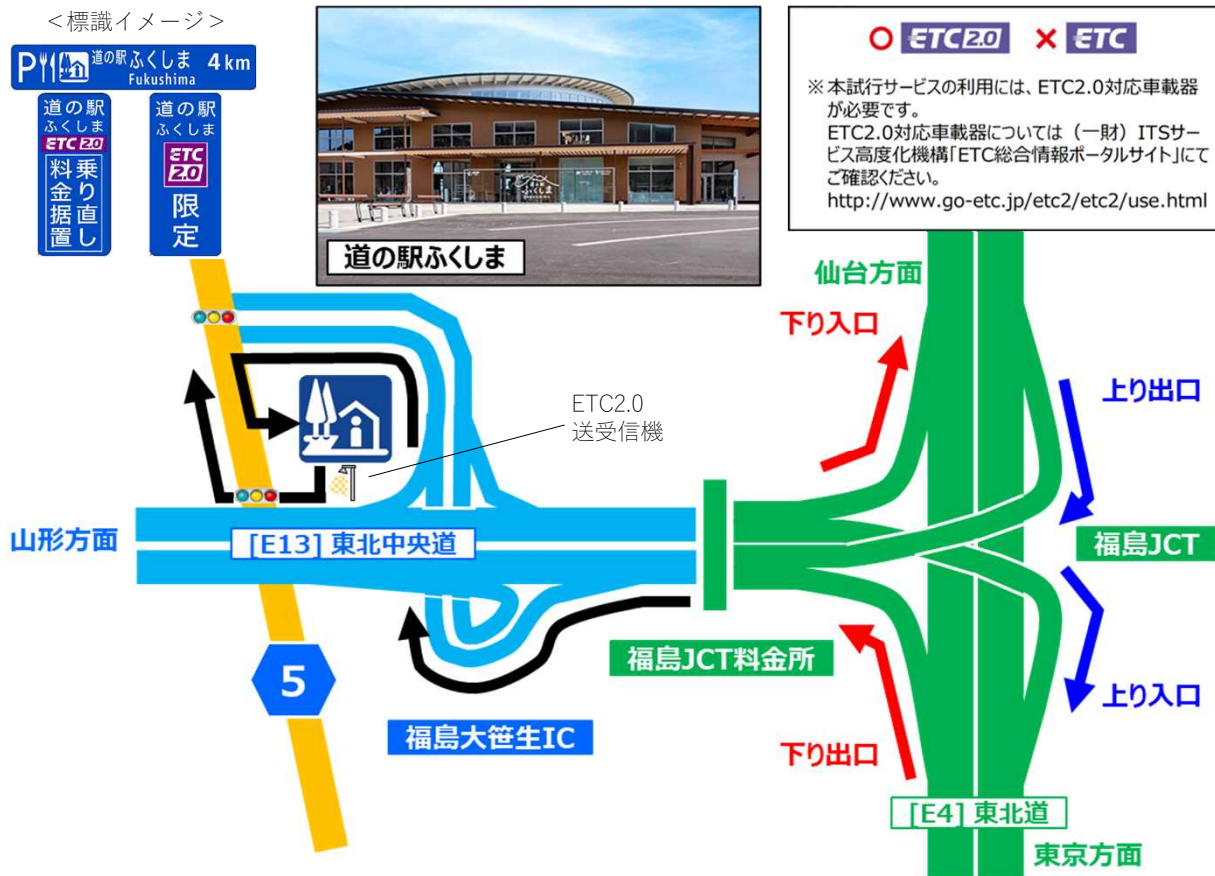 ＜標識イメージ＞
P 道の駅 ふくしま 4km
Fukushima
道の駅
ふくしま
ETC 2.0
乗り直し
料金据置
道の駅
ふくしま
ETC
2.0
限定
ふくしま
道の駅ふくしま
○ ETC2.0 × ETC
※本試行サービスの利用には、ETC2.0対応車載器
が必要です。
ETC2.0対応車載器については（一財）ITSサー
ビス高度化機構「ETC総合情報ポータルサイト」にて
ご確認ください。
http://www.go-etc.jp/etc2/etc2/use.html
仙台方面
下り入口
上り出口
ETC2.0
送受信機
山形方面
[E13] 東北中央道
福島JCT
福島JCT料金所
5
上り入口
福島大笹生IC
下り出口
[E4] 東北道
東京方面